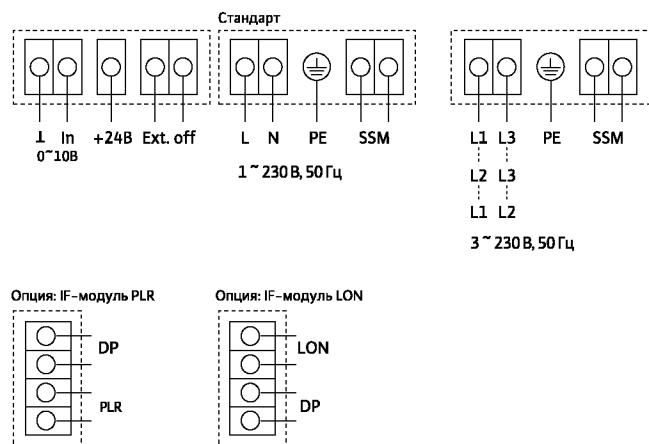 Стандарт
⊥ In +24В Ext. off L N PE SSM L1 L3 PE SSM
0~10В
1 ~ 230 В, 50 Гц
L2 L3
L1 L2
3 ~ 230 В, 50 Гц
Опция: IF-модуль PLR Опция: IF-модуль LON
DP LON
PLR DP